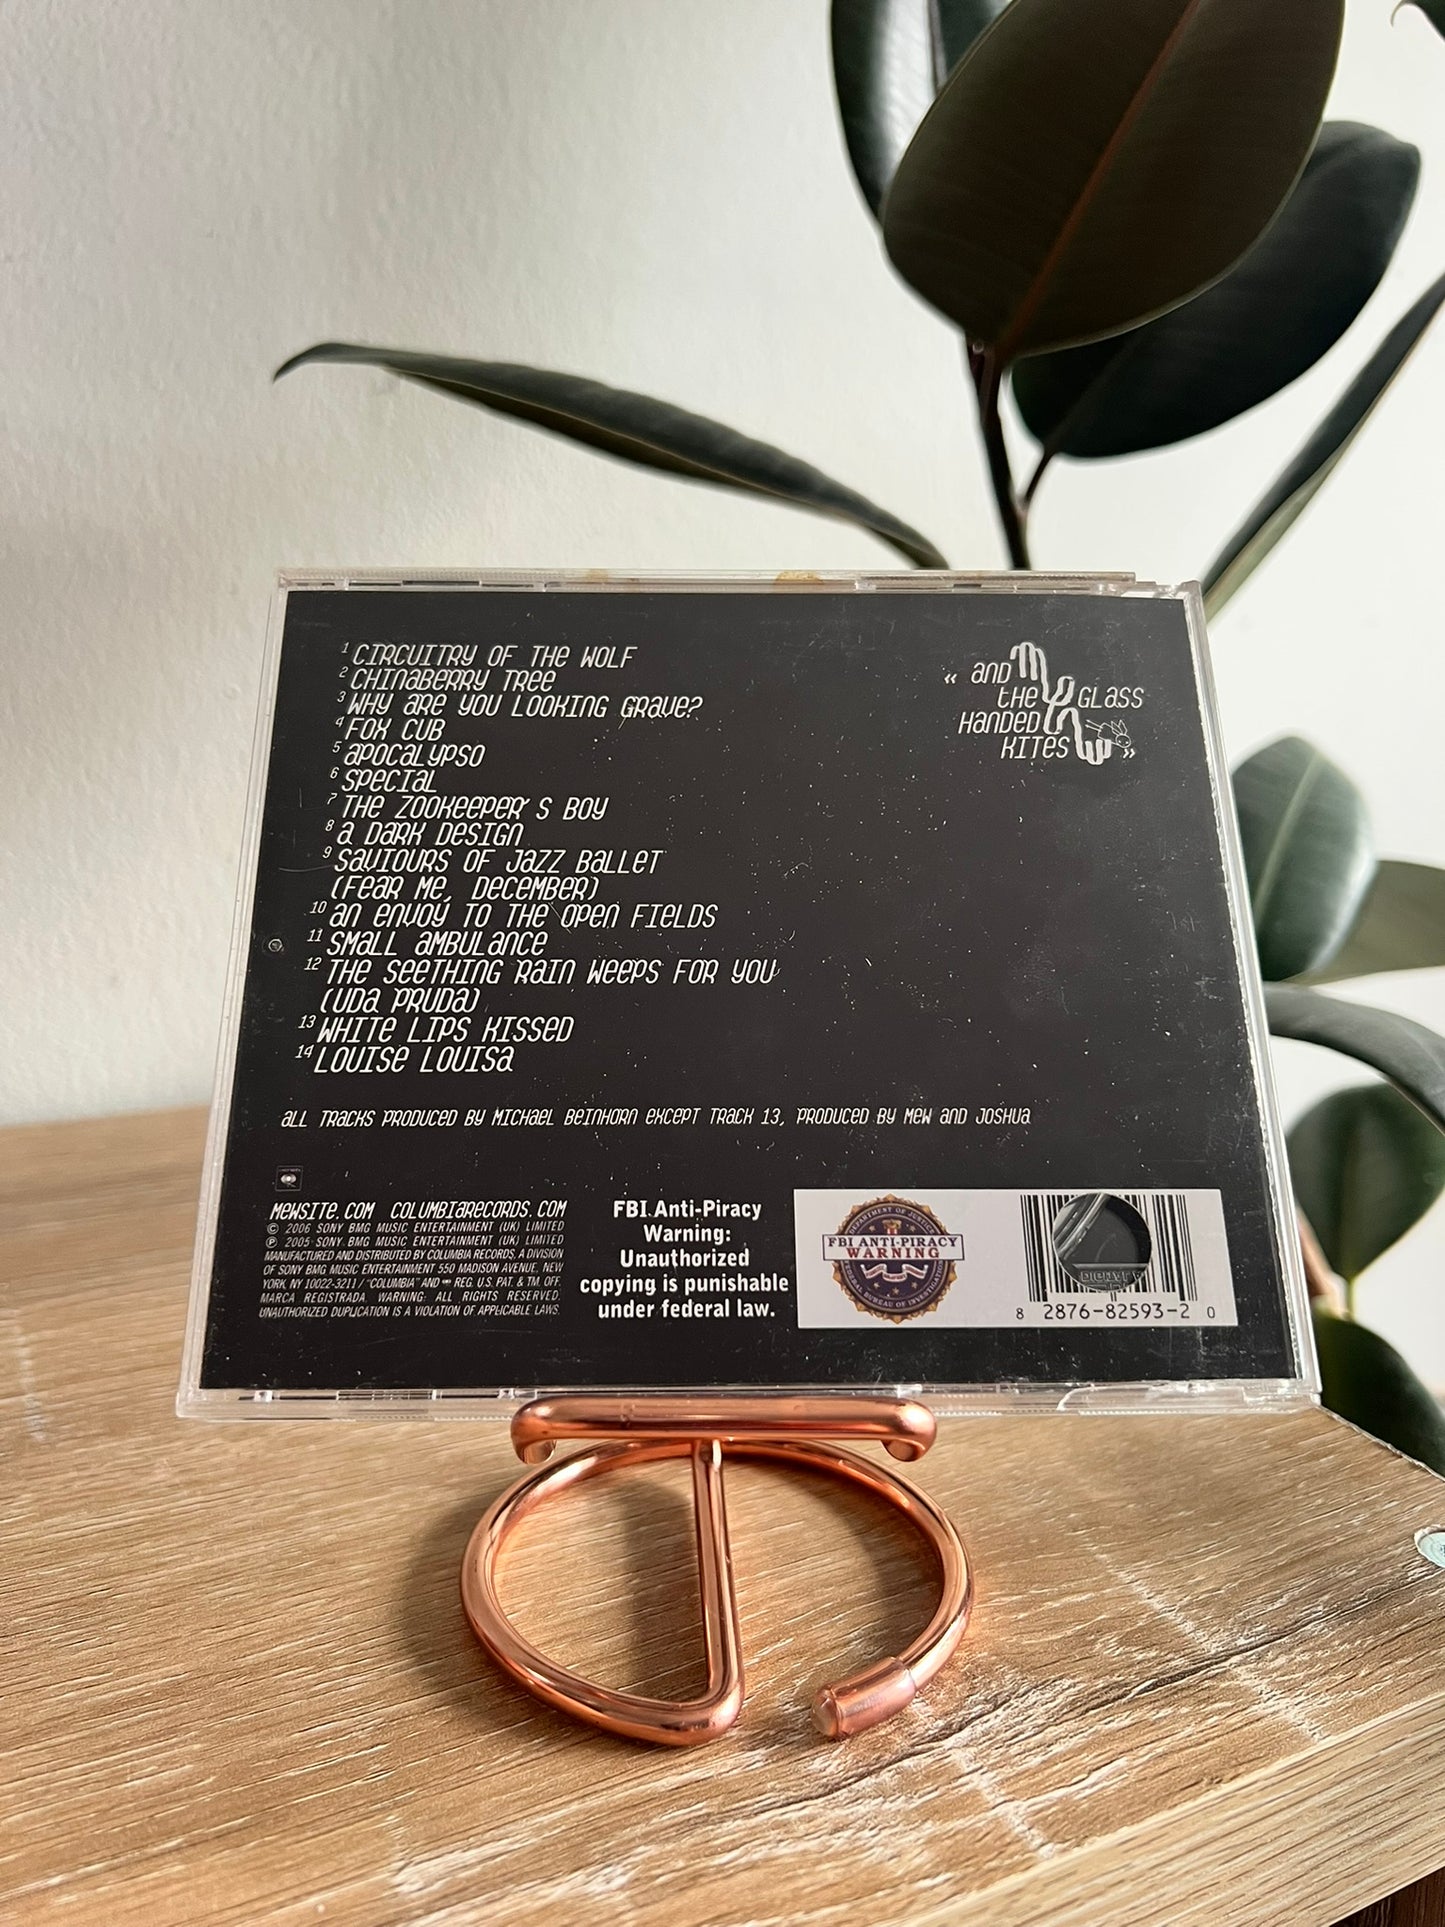 1 CIRCUITRY OF THE WOLF
2 CHINABERRY TREE
3 WHY ARE YOU LOOKING GRAVE?
4 FOX CUB
5 APOCALYPSO
6 SPECIAL
7 THE ZOOKEEPER'S BOY
8 A DARK DESIGN
9 SAVIOURS OF JAZZ BALLET
(FEAR ME, DECEMBER)
10 AN ENVOY TO THE OPEN FIELDS
11 SMALL AMBULANCE
12 THE SEETHING RAIN WEEPS FOR YOU
(UDA PRUDA)
13 WHITE LIPS KISSED
14 LOUISE LOUISA
MEW
"AND
THE GLASS
HANDED
KITES"
ALL TRACKS PRODUCED BY MICHAEL BEINHORN EXCEPT TRACK 13, PRODUCED BY MEW AND JOSHUA
MEWSITE.COM COLUMBIARECORDS.COM
© 2006 SONY BMG MUSIC ENTERTAINMENT (UK) LIMITED
℗ 2005 SONY BMG MUSIC ENTERTAINMENT (UK) LIMITED
MANUFACTURED AND DISTRIBUTED BY COLUMBIA RECORDS, A DIVISION
OF SONY BMG MUSIC ENTERTAINMENT 550 MADISON AVENUE, NEW
YORK, NY 10022-3211 / "COLUMBIA" AND REG. U.S. PAT. & TM. OFF.
MARCA REGISTRADA. WARNING: ALL RIGHTS RESERVED.
UNAUTHORIZED DUPLICATION IS A VIOLATION OF APPLICABLE LAWS.
FBI Anti-Piracy
Warning:
Unauthorized
copying is punishable
under federal law.
DEPARTMENT OF JUSTICE
FBI ANTI-PIRACY
WARNING
FEDERAL BUREAU OF INVESTIGATION
8 2876-82593-2 0